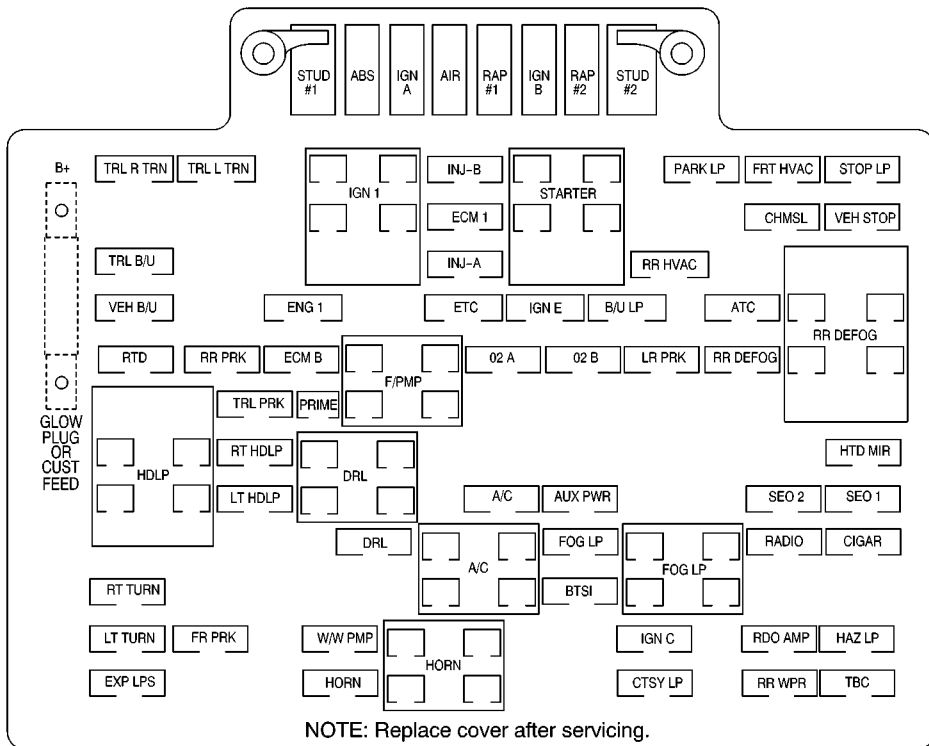 STUD #1
ABS
IGN A
AIR
RAP #1
IGN B
RAP #2
STUD #2
B+
TRL R TRN
TRL L TRN
IGN 1
INJ-B
STARTER
PARK LP
FRT HVAC
STOP LP
ECM 1
CHMSL
VEH STOP
TRL B/U
INJ-A
RR HVAC
VEH B/U
ENG 1
ETC
IGN E
B/U LP
ATC
RR DEFOG
RTD
RR PRK
ECM B
F/PMP
02 A
02 B
LR PRK
RR DEFOG
TRL PRK
PRIME
GLOW
PLUG
OR
CUST
FEED
HDLP
RT HDLP
DRL
HTD MIR
LT HDLP
A/C
AUX PWR
SEO 2
SEO 1
DRL
A/C
FOG LP
FOG LP
RADIO
CIGAR
RT TURN
BTSI
LT TURN
FR PRK
W/W PMP
HORN
IGN C
RDO AMP
HAZ LP
EXP LPS
HORN
CTSY LP
RR WPR
TBC
NOTE: Replace cover after servicing.